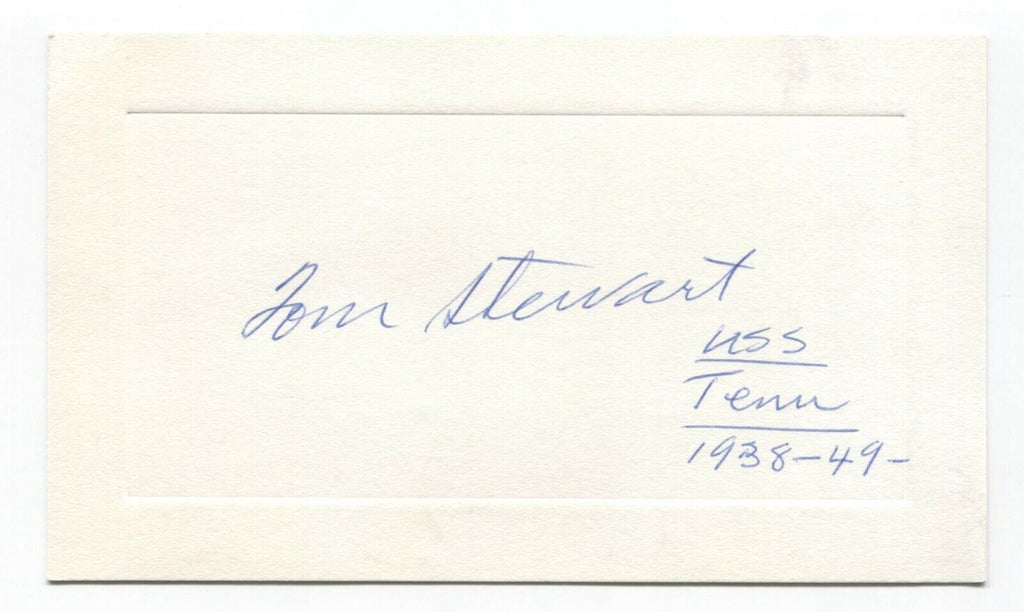 Tom Stewart
USS
Tenn
1938-49-